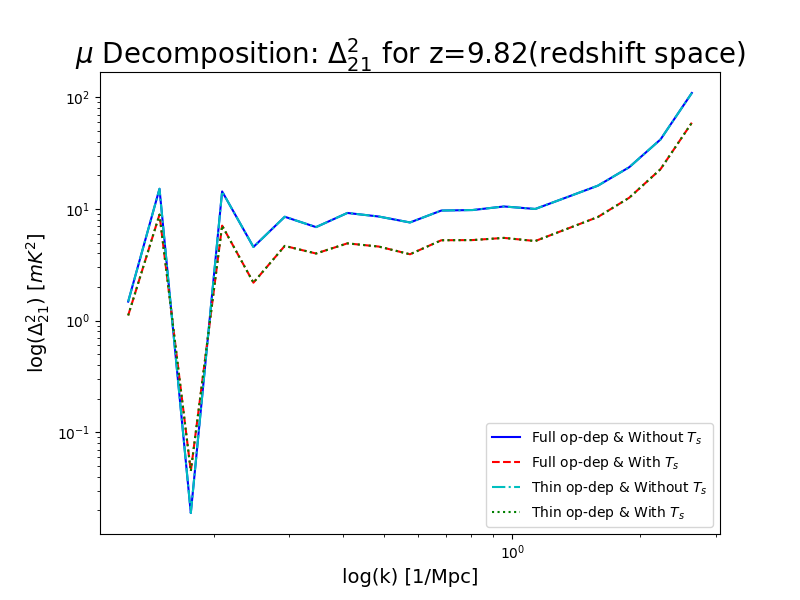 μ Decomposition: Δ²₂₁ for z=9.82(redshift space)
10²
10¹
10⁰
10⁻¹
log(Δ²₂₁) [mK²]
Full op-dep & Without Tₛ
Full op-dep & With Tₛ
Thin op-dep & Without Tₛ
Thin op-dep & With Tₛ
10⁰
log(k) [1/Mpc]